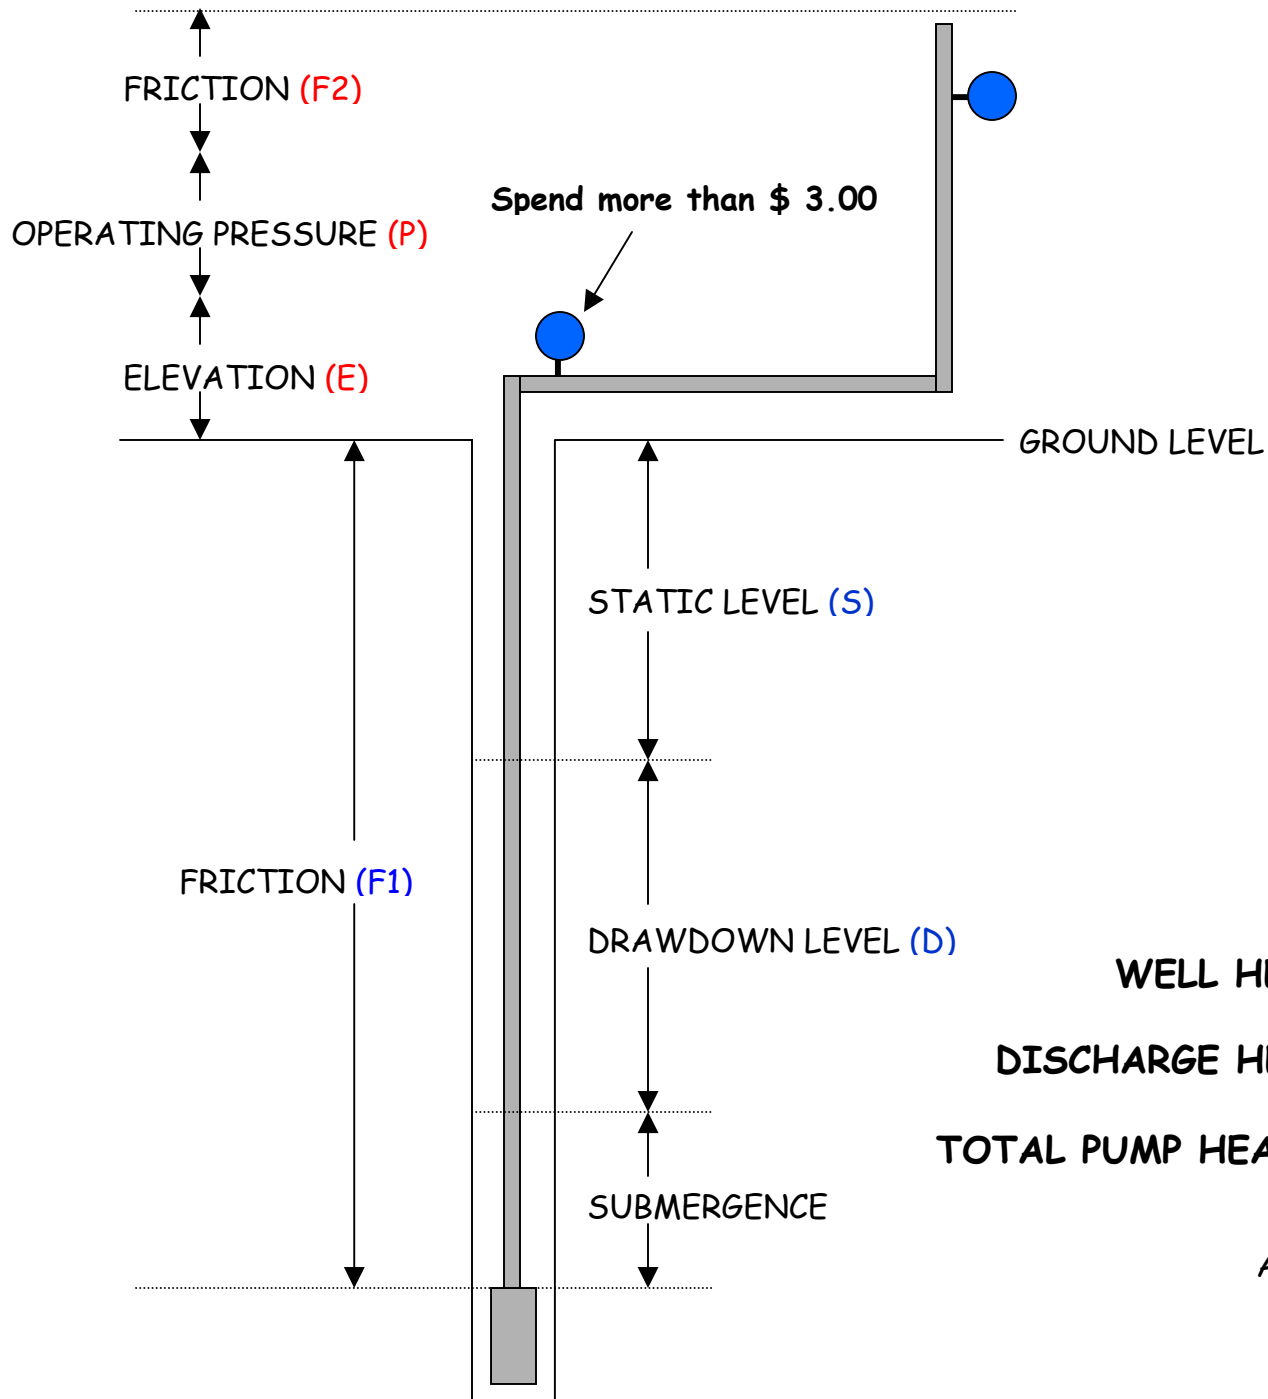 FRICTION (F2)
Spend more than $ 3.00
OPERATING PRESSURE (P)
ELEVATION (E)
GROUND LEVEL
STATIC LEVEL (S)
FRICTION (F1)
DRAWDOWN LEVEL (D)
WELL
DISCHARGE
TOTAL PUMP
SUBMERGENCE